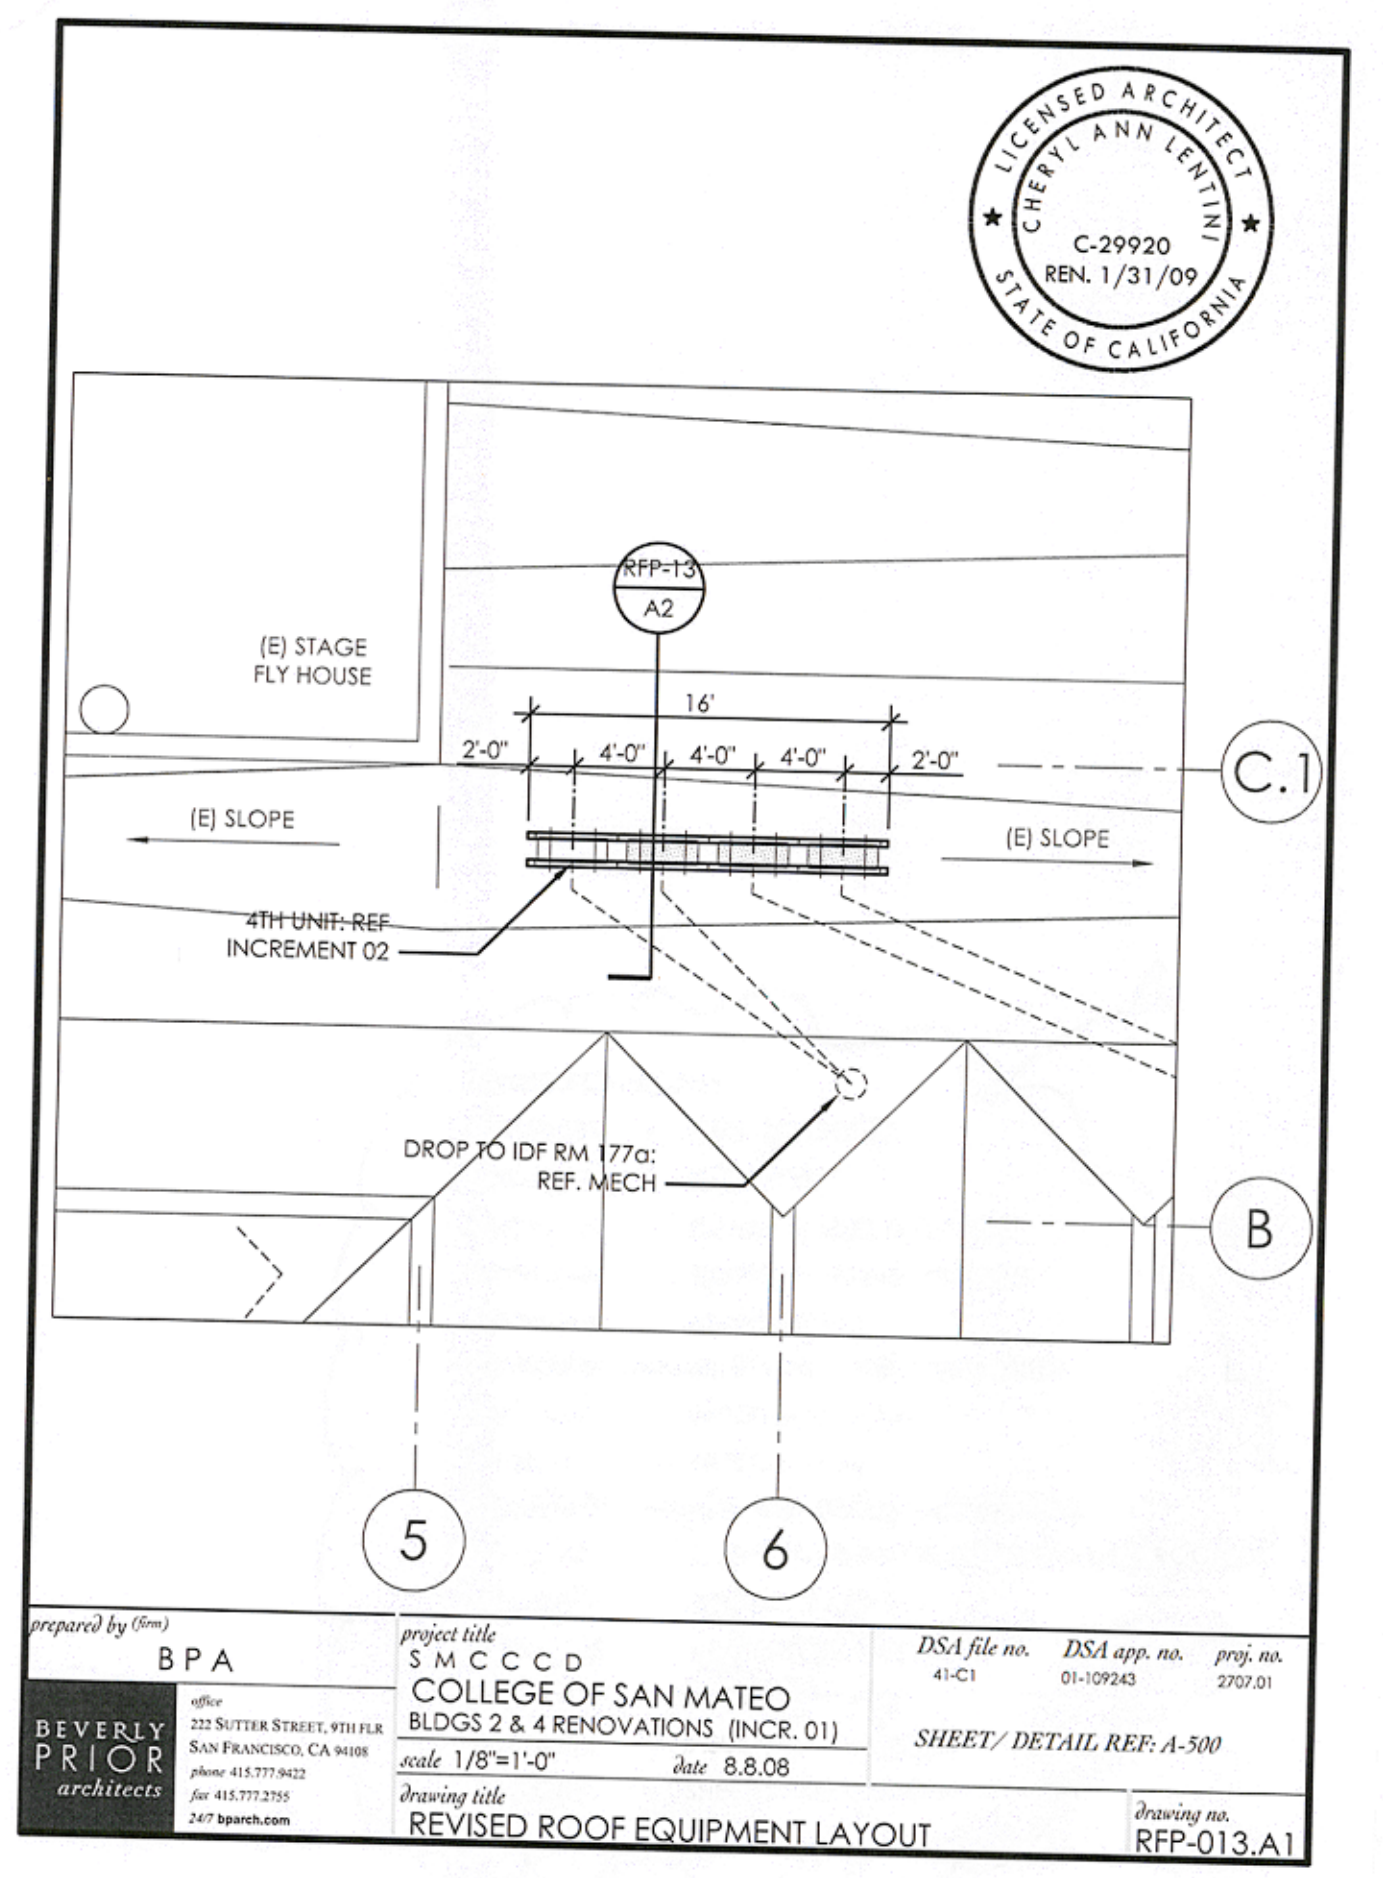 LICENSED ARCHITECT
CHERYL ANN LENTINI
C-29920
REN. 1/31/09
STATE OF CALIFORNIA
RFP-13
A2
(E) STAGE
FLY HOUSE
16'
2'-0" 4'-0" 4'-0" 4'-0" 2'-0"
C.1
(E) SLOPE
(E) SLOPE
4TH UNIT: REF
INCREMENT 02
DROP TO IDF RM 177a:
REF. MECH
B
5
6
prepared by (firm)
BPA
BEVERLY
PRIOR
architects
office
222 SUTTER STREET, 9TH FLR
SAN FRANCISCO, CA 94108
phone 415.777.9422
fax 415.777.2755
24/7 bparch.com
project title
S M C C C D
COLLEGE OF SAN MATEO
BLDGS 2 & 4 RENOVATIONS (INCR. 01)
scale 1/8"=1'-0" date 8.8.08
drawing title
REVISED ROOF EQUIPMENT LAYOUT
DSA file no. DSA app. no. proj. no.
41-C1 01-109243 2707.01
SHEET/ DETAIL REF: A-500
drawing no.
RFP-013.A1